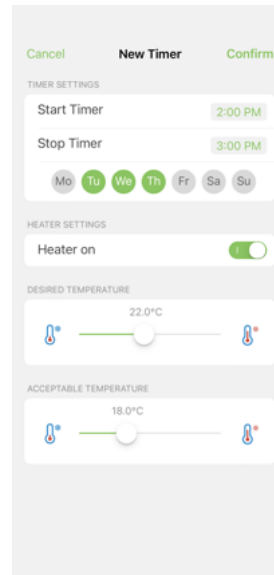 Cancel New Timer Confirm
TIMER SETTINGS
Start Timer 2:00 PM
Stop Timer 3:00 PM
Mo Tu We Th Fr Sa Su
HEATER SETTINGS
Heater on
DESIRED TEMPERATURE
22.0°C
ACCEPTABLE TEMPERATURE
18.0°C